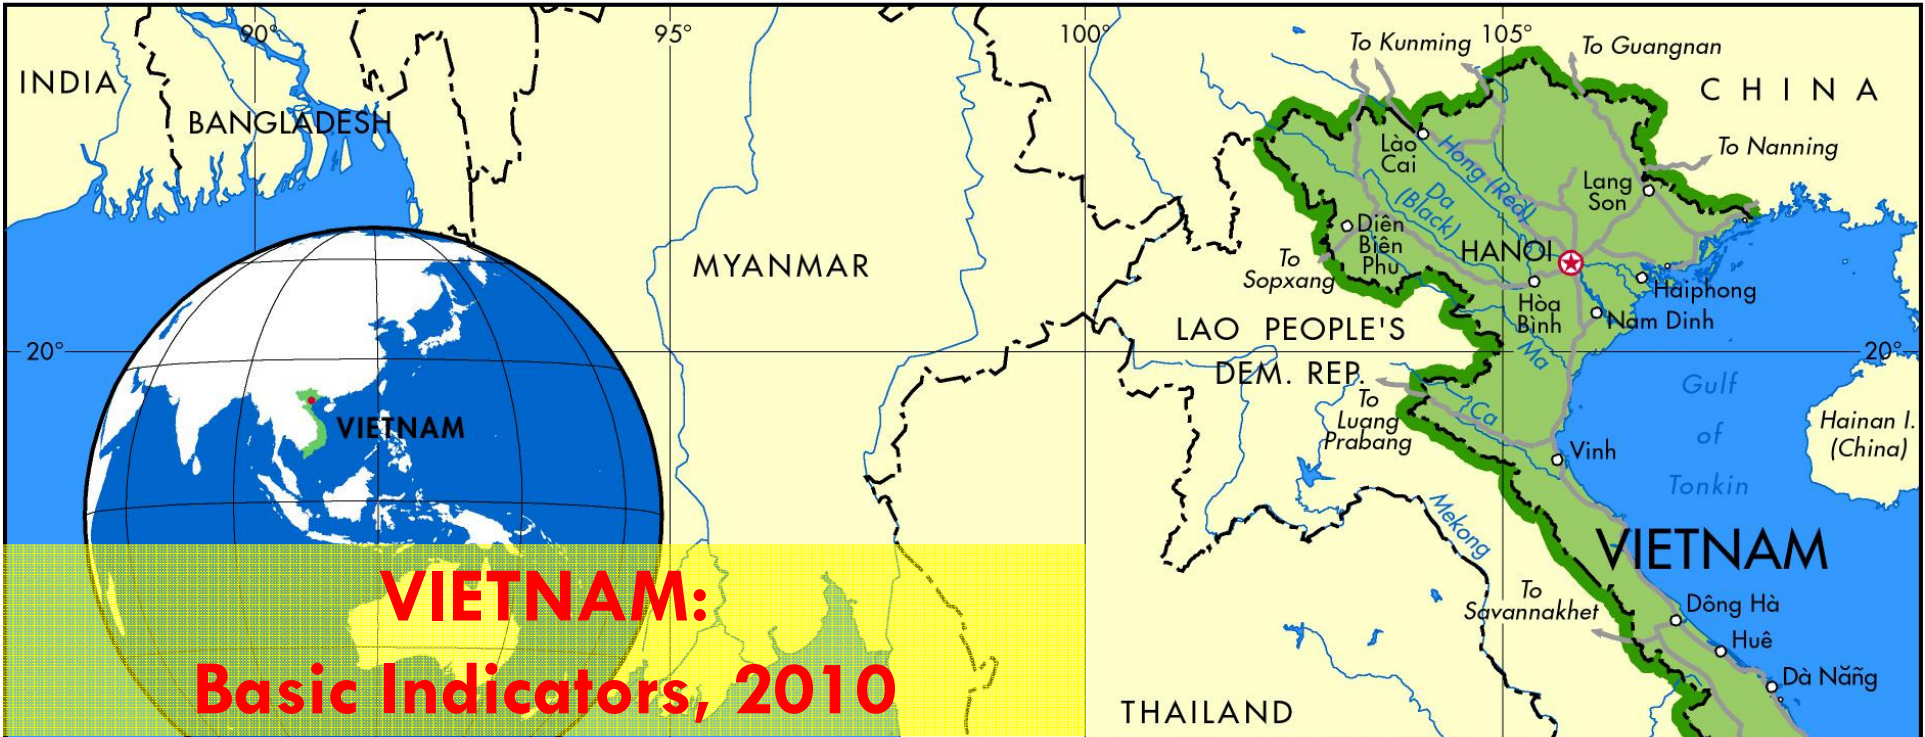 90°
95°
100°
105°
To Kunming
To Guangnan
INDIA
CHINA
BANGLADESH
Lào
Cai
Hong (Red)
To Nanning
Lang
Son
Da
(Black)
Diên
Biên
Phu
HANOI
To
Sopxang
MYANMAR
Haiphong
Hòa
Bình
Nam Dinh
LAO PEOPLE'S
DEM. REP.
20°
Ma
20°
Gulf
of
Tonkin
To
Luang
Prabang
Ca
Hainan I.
(China)
VIETNAM
Vinh
Mekong
VIETNAM
VIETNAM:
Basic Indicators, 2010
To
Savannakhet
Dông Hà
Huê
Dà Nãñg
THAILAND